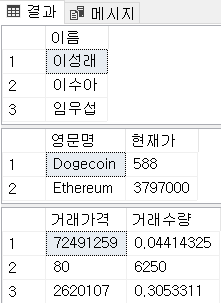 결과 메시지
이름
1 이성래
2 이수아
3 임우섭
영문명 현재가
1 Dogecoin 588
2 Ethereum 3797000
거래가격 거래수량
1 72491259 0,04414325
2 80 6250
3 2620107 0,3053311